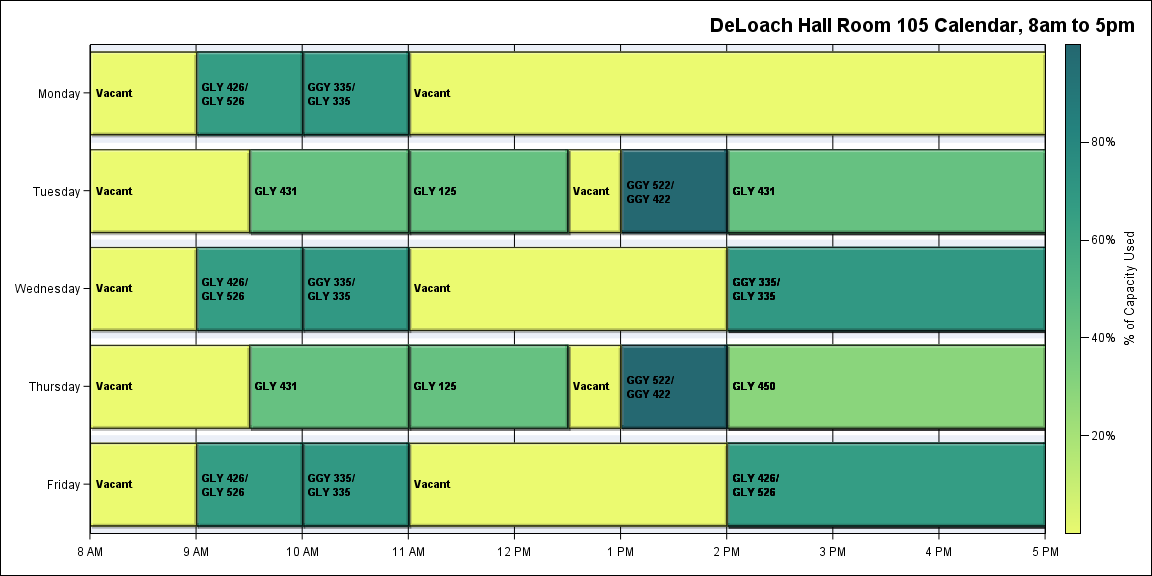 DeLoach Hall Room 105 Calendar, 8am to 5pm
Monday
Vacant
GLY 426/
GLY 526
GGY 335/
GLY 335
Vacant
Tuesday
Vacant
GLY 431
GLY 125
Vacant
GGY 522/
GGY 422
GLY 431
Wednesday
Vacant
GLY 426/
GLY 526
GGY 335/
GLY 335
Vacant
GGY 335/
GLY 335
Thursday
Vacant
GLY 431
GLY 125
Vacant
GGY 522/
GGY 422
GLY 450
Friday
Vacant
GLY 426/
GLY 526
GGY 335/
GLY 335
Vacant
GLY 426/
GLY 526
8 AM 9 AM 10 AM 11 AM 12 PM 1 PM 2 PM 3 PM 4 PM 5 PM
80%
60%
40%
20%
% of Capacity Used